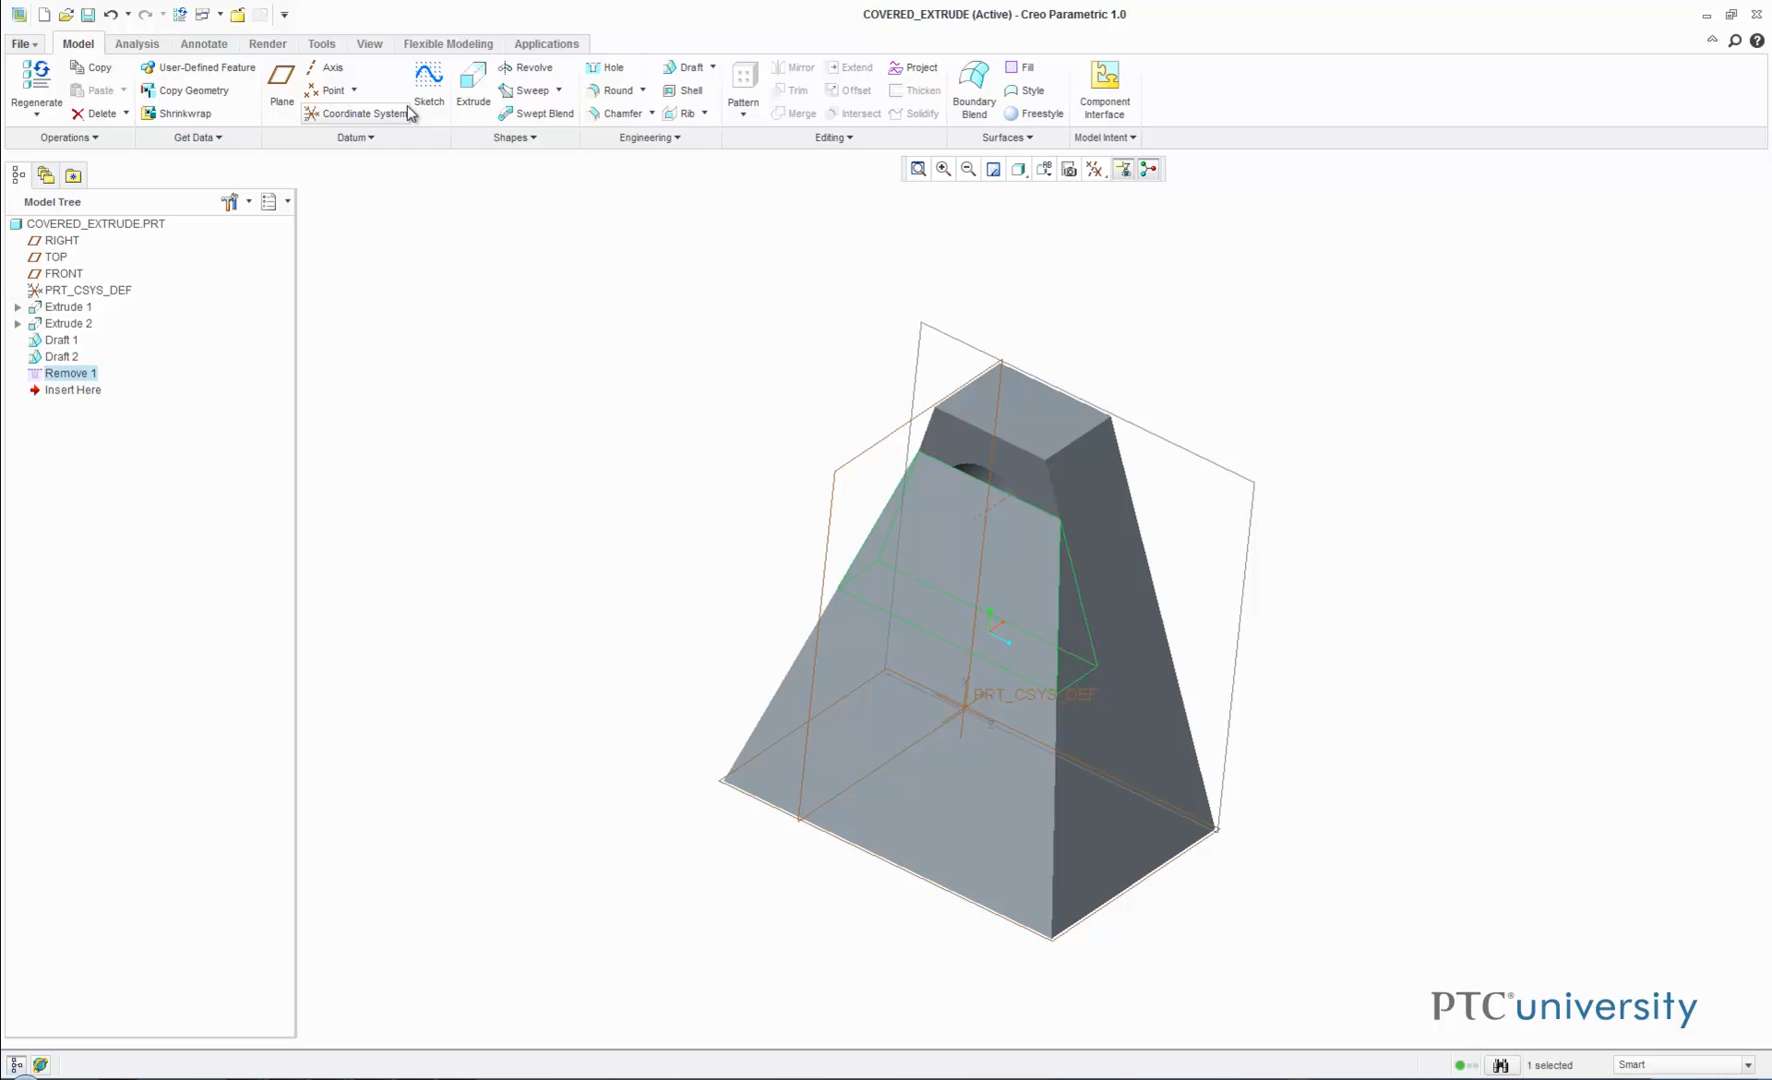 COVERED_EXTRUDE (Active) - Creo Parametric 1.0
File Model Analysis Annotate Render Tools View Flexible Modeling Applications
Regenerate
Copy
Paste
Delete
Operations
User-Defined Feature
Copy Geometry
Shrinkwrap
Get Data
Plane
Axis
Point
Coordinate System
Sketch
Datum
Extrude
Revolve
Sweep
Swept Blend
Shapes
Hole
Round
Chamfer
Draft
Shell
Rib
Engineering
Pattern
Mirror
Trim
Merge
Extend
Offset
Intersect
Project
Thicken
Solidify
Editing
Boundary
Blend
Fill
Style
Freestyle
Surfaces
Component
Interface
Model Intent
Model Tree
COVERED_EXTRUDE.PRT
RIGHT
TOP
FRONT
PRT_CSYS_DEF
Extrude 1
Extrude 2
Draft 1
Draft 2
Remove 1
Insert Here
PRT_CSYS_DEF
PTC® university
1 selected
Smart